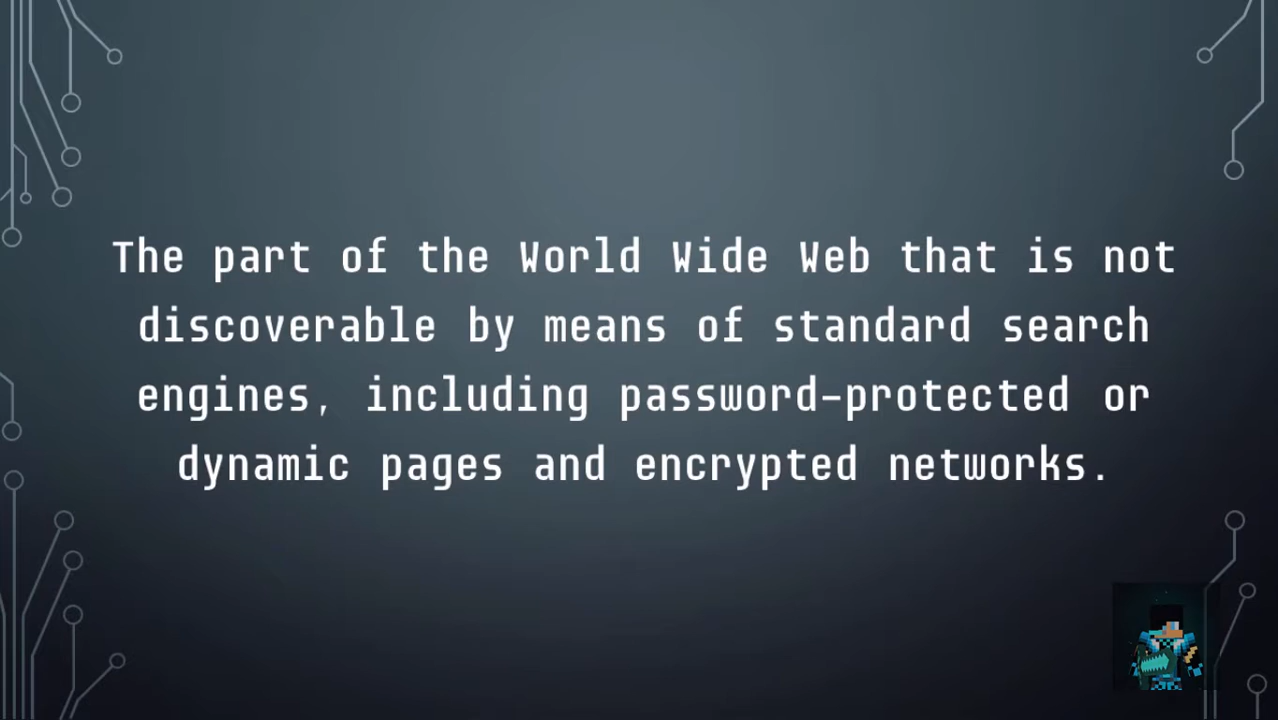 The part of the World Wide Web that is not
discoverable by means of standard search
engines, including password-protected or
dynamic pages and encrypted networks.